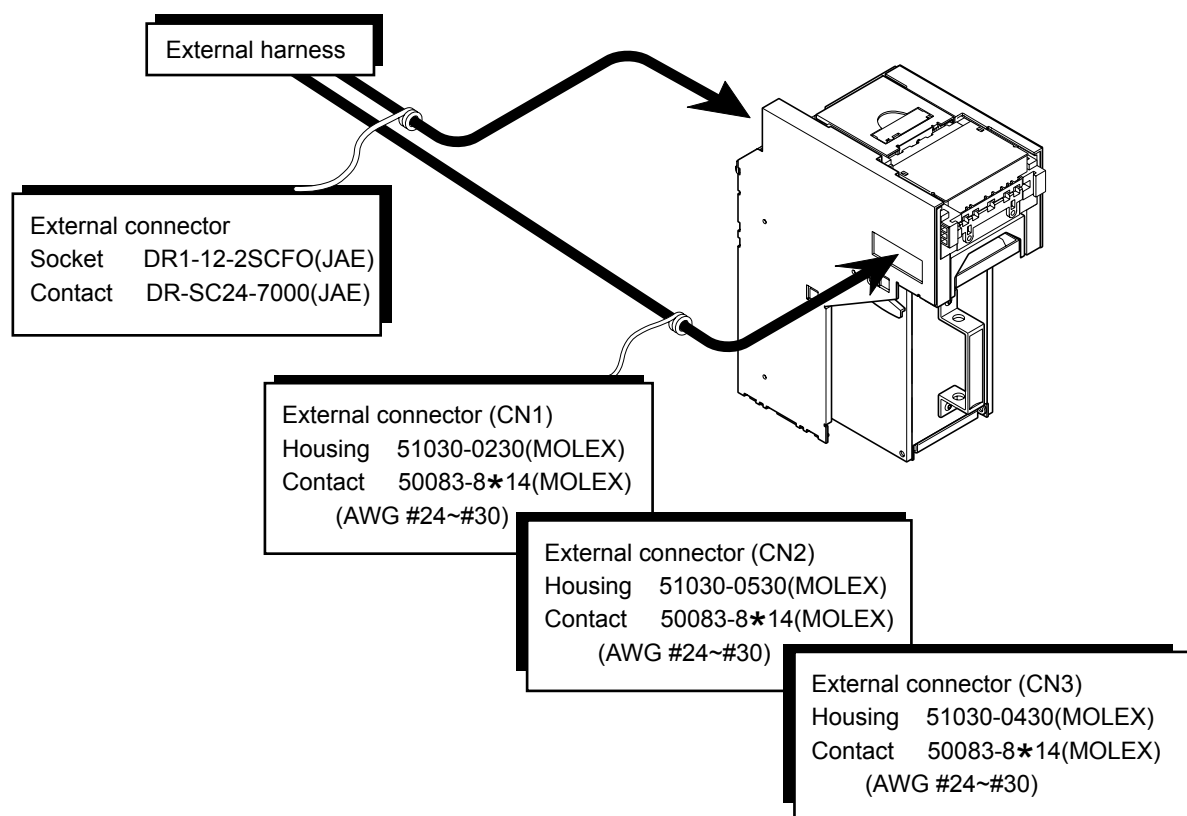 External harness
External connector
Socket DR1-12-2SCFO(JAE)
Contact DR-SC24-7000(JAE)
External connector (CN1)
Housing 51030-0230(MOLEX)
Contact 50083-8*14(MOLEX)
(AWG #24~#30)
External connector (CN2)
Housing 51030-0530(MOLEX)
Contact 50083-8*14(MOLEX)
(AWG #24~#30)
External connector (CN3)
Housing 51030-0430(MOLEX)
Contact 50083-8*14(MOLEX)
(AWG #24~#30)